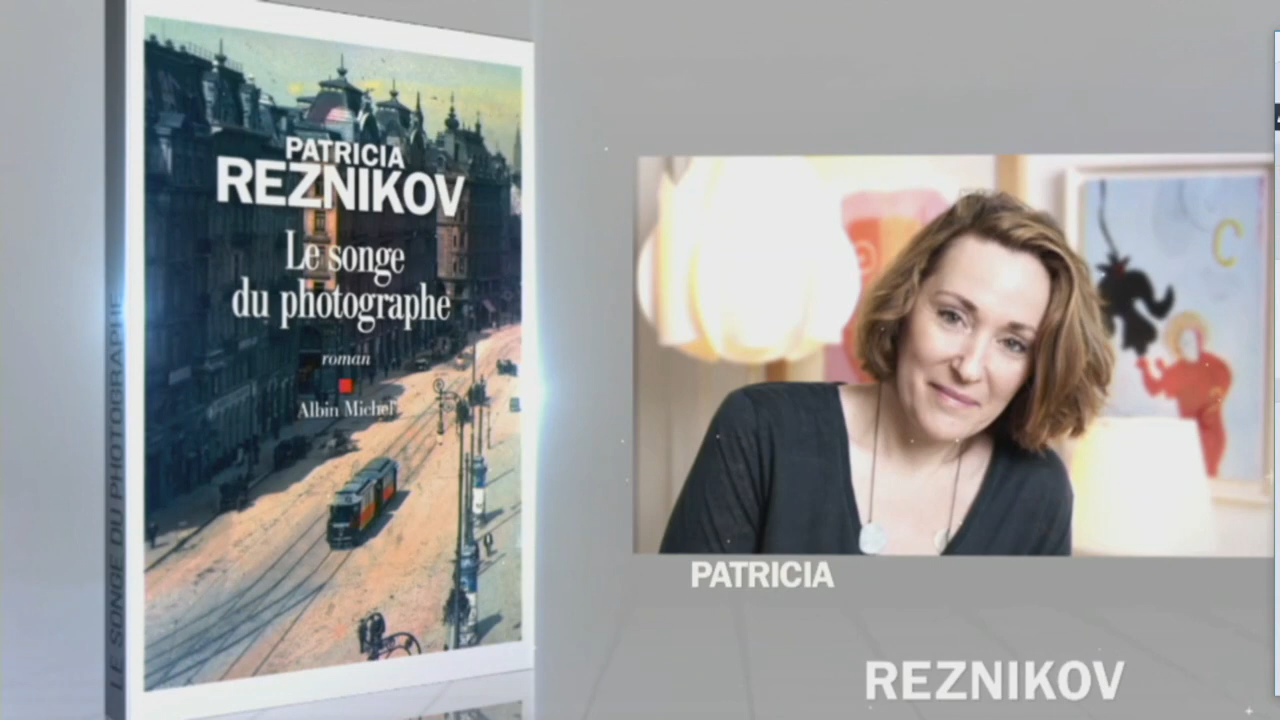 PATRICIA
REZNIKOV
Le songe
du photographe
roman
Albin Michel
LE SONGE DU PHOTOGRAPHE
PATRICIA
REZNIKOV